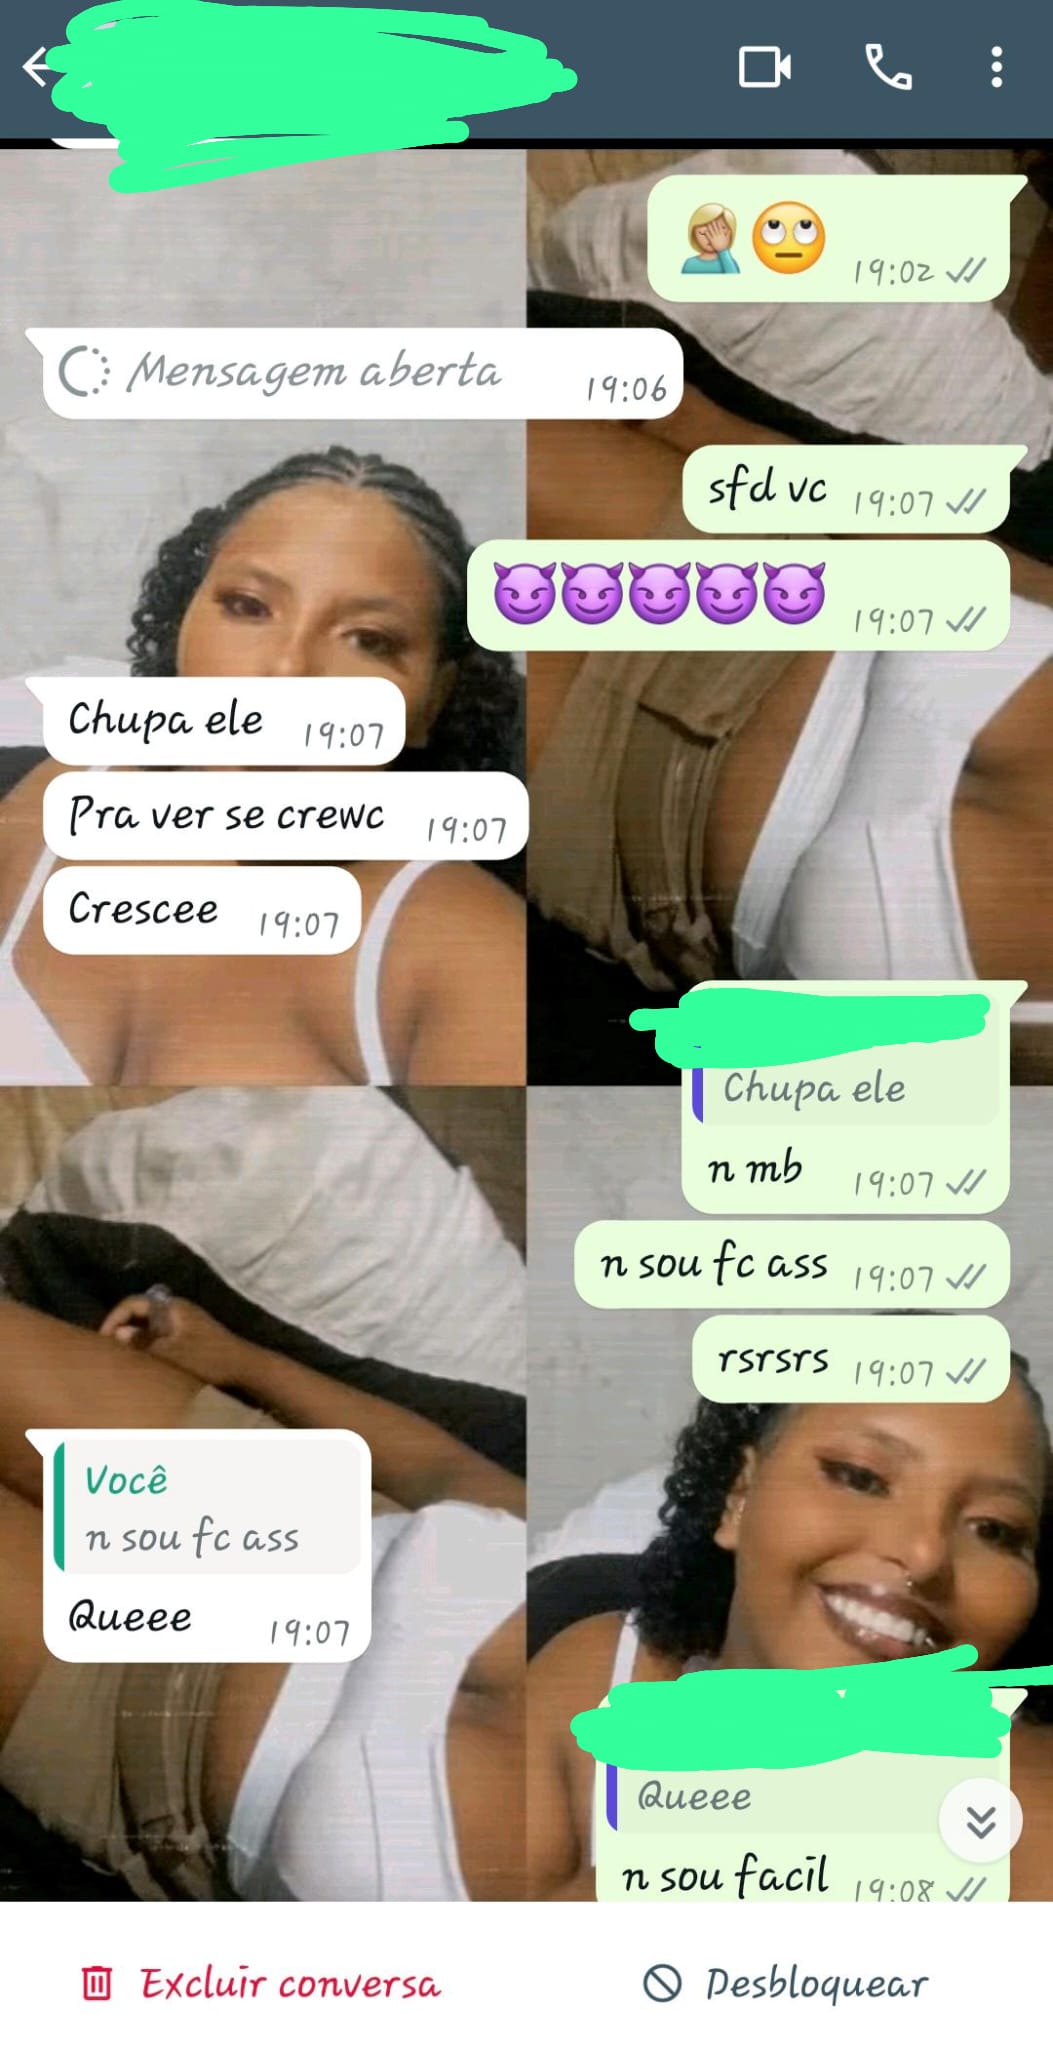 19:02
Mensagem aberta 19:06
sfd vc 19:07
19:07
Chupa ele 19:07
Pra ver se crewc 19:07
Crescee 19:07
Chupa ele
n mb 19:07
n sou fc ass 19:07
rsrsrs 19:07
Você
n sou fc ass
Queee 19:07
Queee
n sou facil 19:08
Excluir conversa
Desbloquear